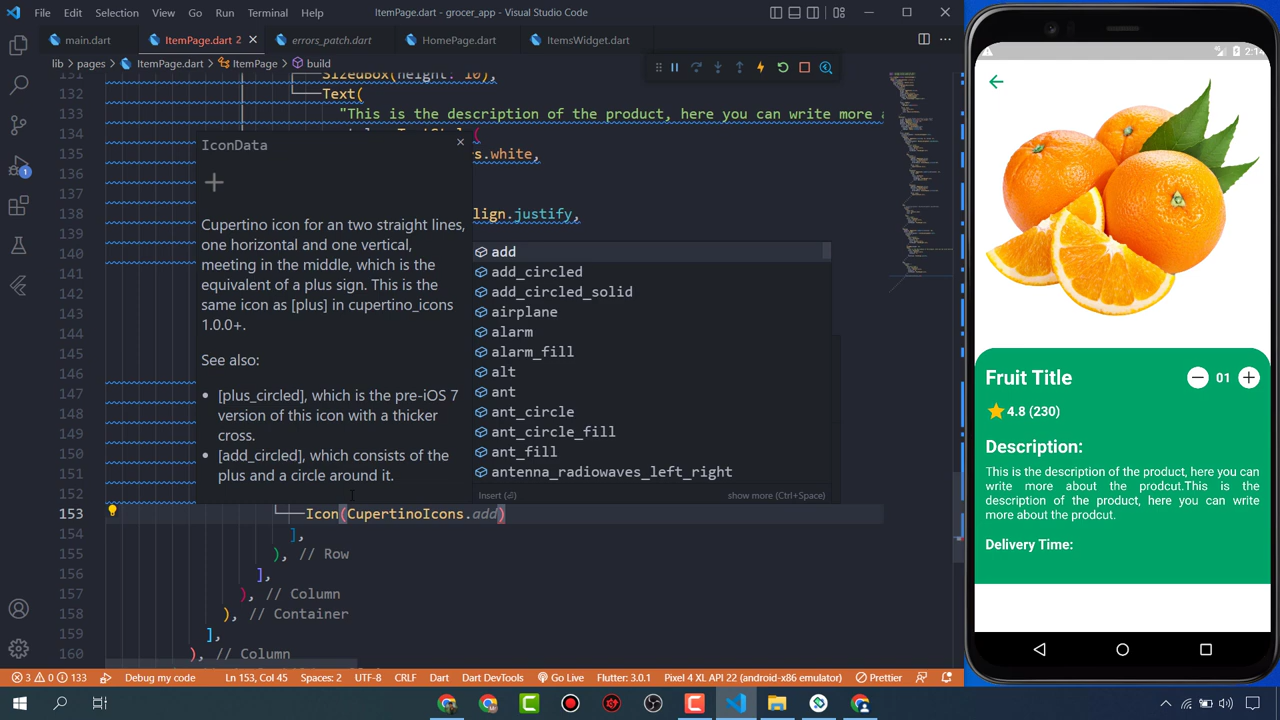 File Edit Selection View Go Run Terminal Help
ItemPage.dart - grocer_app - Visual Studio Code
main.dart
ItemPage.dart 2
errors_patch.dart
HomePage.dart
ItemsWidget.dart
lib > pages > ItemPage.dart > ItemPage > build
131 SizedBox(height: 10),
132 Text(
133 "This is the description of the product, here you can write more a
134
135 s.white,
136
137
138 lign.justify,
IconData
Cupertino icon for an two straight lines,
one horizontal and one vertical,
meeting in the middle, which is the
equivalent of a plus sign. This is the
same icon as [plus] in cupertino_icons
1.0.0+.
See also:
• [plus_circled], which is the pre-iOS 7
version of this icon with a thicker
cross.
• [add_circled], which consists of the
plus and a circle around it.
add
add_circled
add_circled_solid
airplane
alarm
alarm_fill
alt
ant
ant_circle
ant_circle_fill
ant_fill
antenna_radiowaves_left_right
Insert (⏎)
show more (Ctrl+Space)
139
140
141
142
143
144
145
146
147
148
149
150
151
152
153 Icon(CupertinoIcons.add)
154 ],
155 ), // Row
156 ],
157 ), // Column
158 ), // Container
159 ],
160 ), // Column
1
3 0 133
Debug my code
Ln 153, Col 45
Spaces: 2
UTF-8
CRLF
Dart
Dart DevTools
Go Live
Flutter: 3.0.1
Pixel 4 XL API 22 (android-x86 emulator)
Prettier
Fruit Title
01
4.8 (230)
Description:
This is the description of the product, here you can
write more about the prodcut.This is the
description of the product, here you can write
more about the prodcut.
Delivery Time: